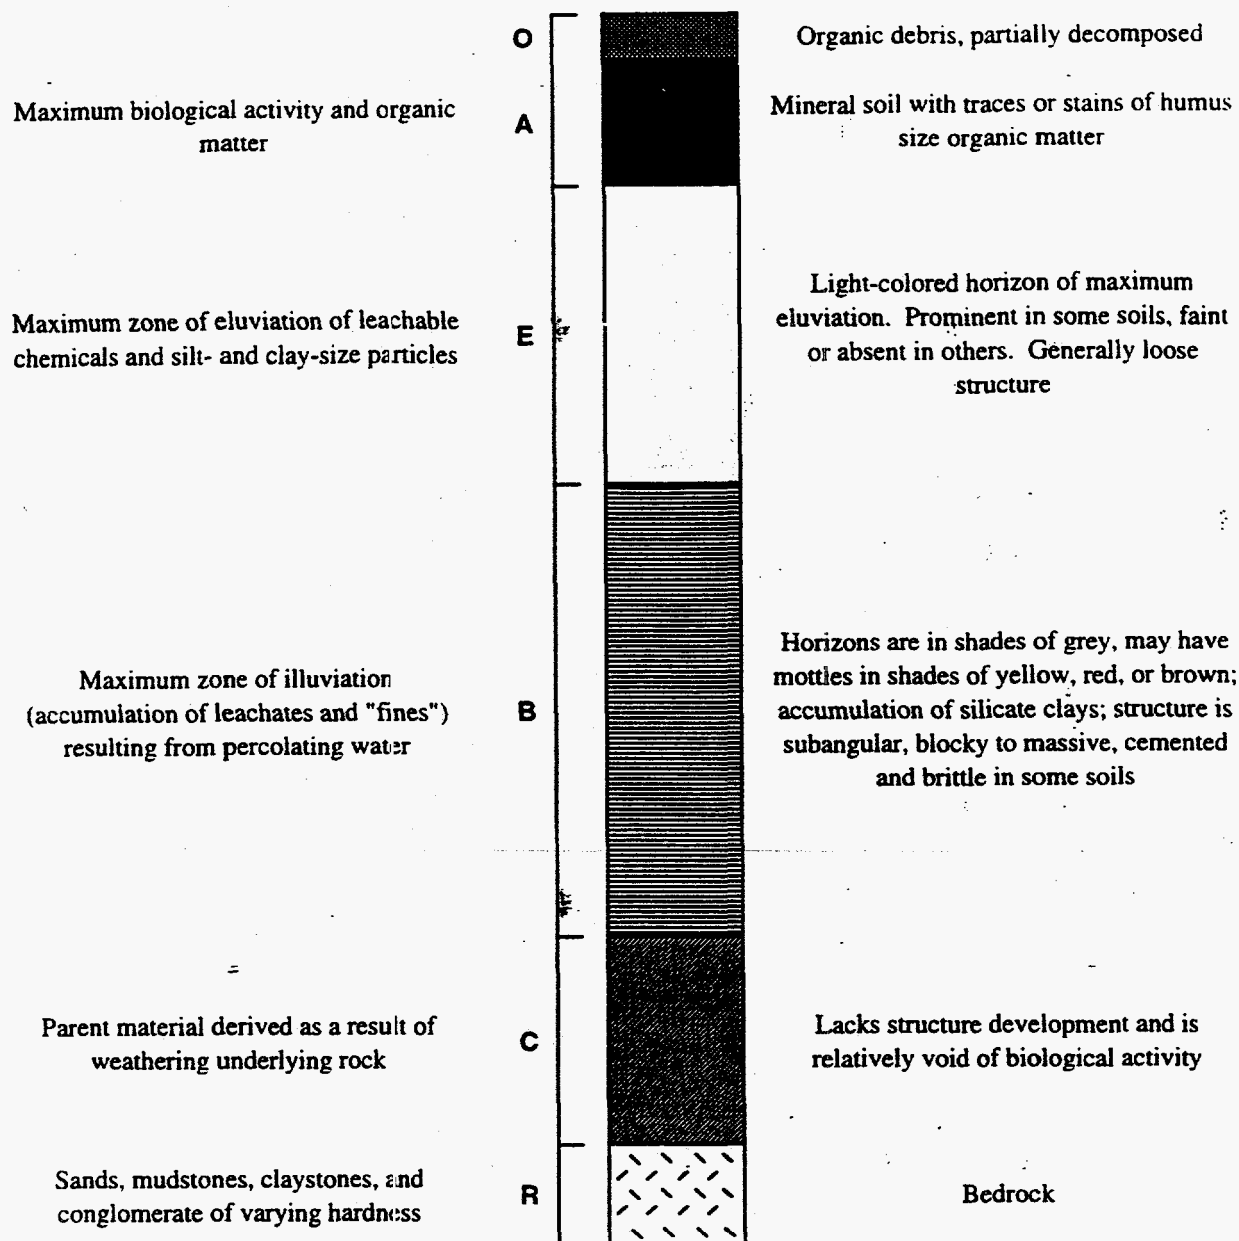 O
Organic debris, partially decomposed
Maximum biological activity and organic
matter
A
Mineral soil with traces or stains of humus
size organic matter
Maximum zone of eluviation of leachable
chemicals and silt- and clay-size particles
E
Light-colored horizon of maximum
eluviation. Prominent in some soils, faint
or absent in others. Generally loose
structure
Maximum zone of illuviation
(accumulation of leachates and "fines")
resulting from percolating water
B
Horizons are in shades of grey, may have
mottles in shades of yellow, red, or brown;
accumulation of silicate clays; structure is
subangular, blocky to massive, cemented
and brittle in some soils
Parent material derived as a result of
weathering underlying rock
C
Lacks structure development and is
relatively void of biological activity
Sands, mudstones, claystones, and
conglomerate of varying hardness
R
Bedrock